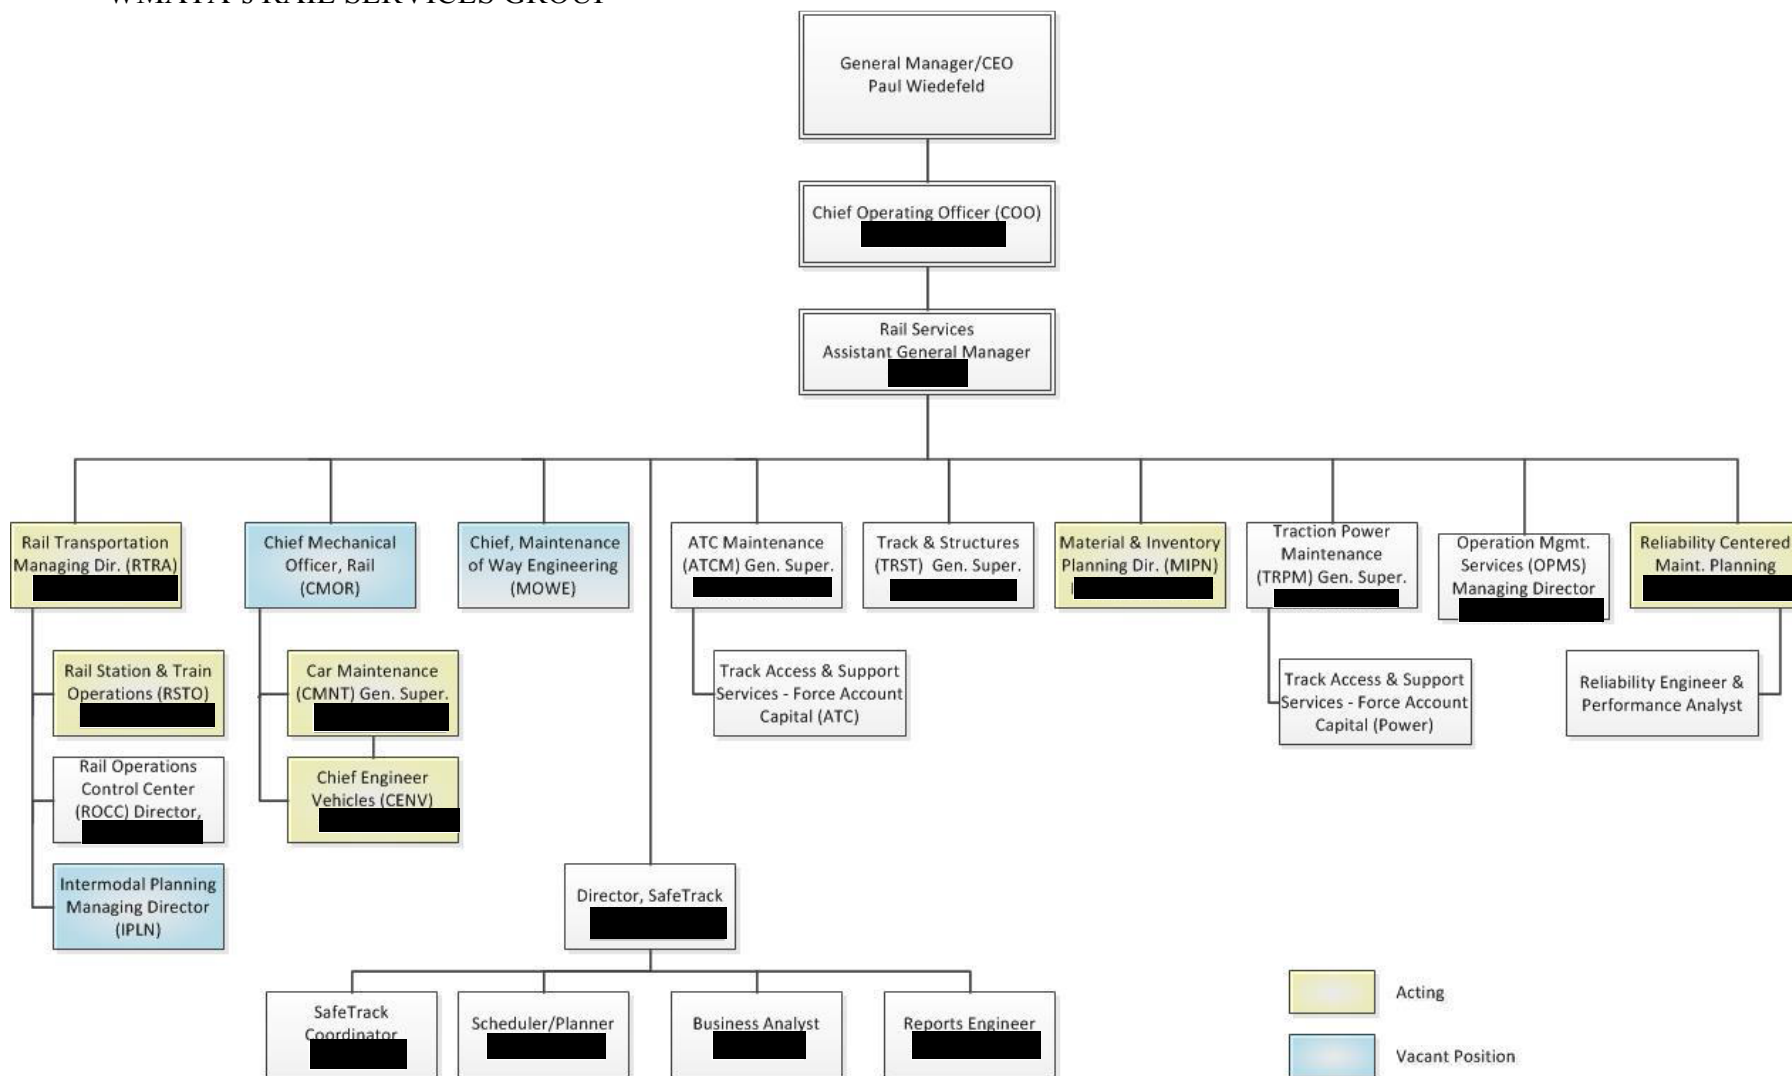 WMATA's RAIL SERVICES GROUP
General Manager/CEO
Paul Wiedefeld
Chief Operating Officer (COO)
Rail Services
Assistant General Manager
Rail Transportation
Managing Dir. (RTRA)
Chief Mechanical
Officer, Rail
(CMOR)
Chief, Maintenance
of Way Engineering
(MOWE)
ATC Maintenance
(ATCM) Gen. Super.
Track & Structures
(TRST) Gen. Super.
Material & Inventory
Planning Dir. (MIPN)
Traction Power
Maintenance
(TRPM) Gen. Super.
Operation Mgmt.
Services (OPMS)
Managing Director
Reliability Centered
Maint. Planning
Rail Station & Train
Operations (RSTO)
Car Maintenance
(CMNT) Gen. Super.
Track Access & Support
Services - Force Account
Capital (ATC)
Track Access & Support
Services - Force Account
Capital (Power)
Reliability Engineer &
Performance Analyst
Rail Operations
Control Center
(ROCC) Director,
Chief Engineer
Vehicles (CENV)
Intermodal Planning
Managing Director
(IPLN)
Director, SafeTrack
SafeTrack
Coordinator
Scheduler/Planner
Business Analyst
Reports Engineer
Acting
Vacant Position